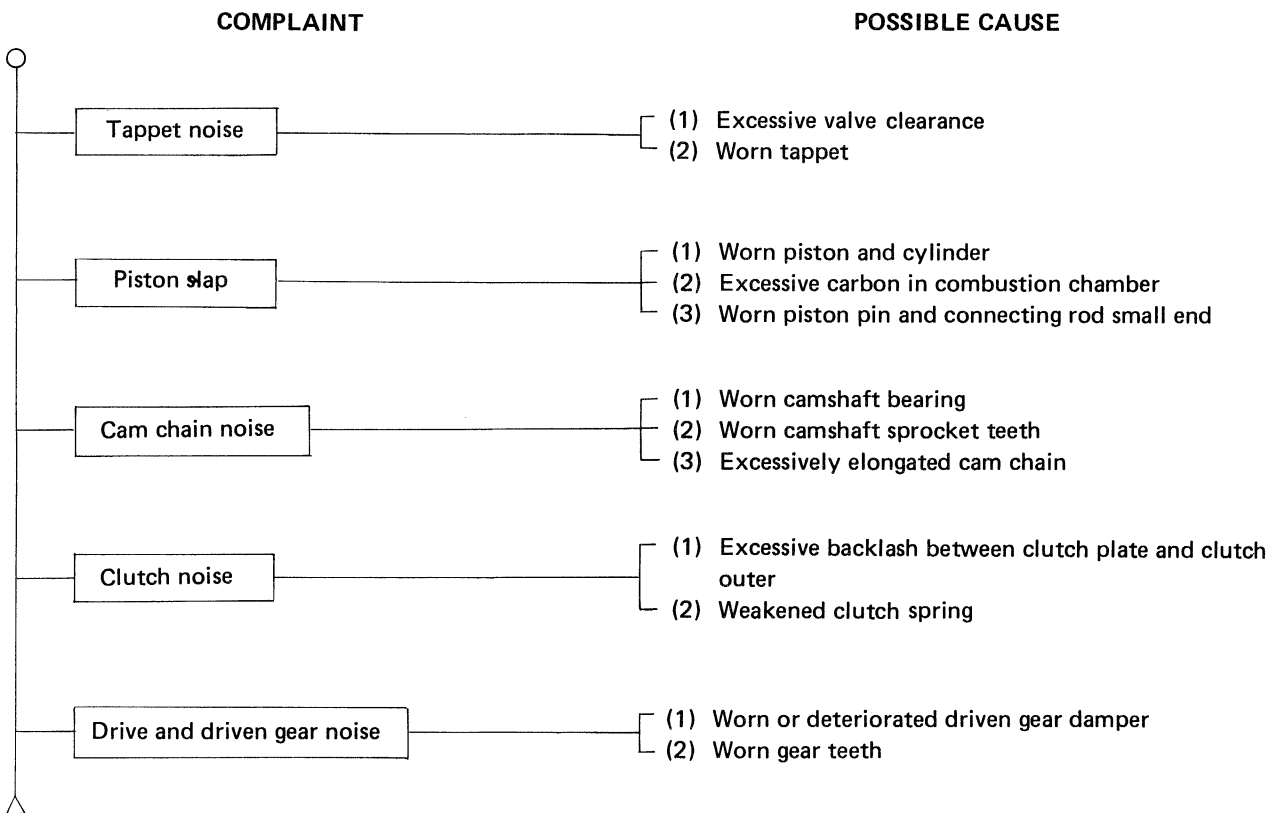 COMPLAINT
POSSIBLE CAUSE
Tappet noise
(1) Excessive valve clearance
(2) Worn tappet
Piston slap
(1) Worn piston and cylinder
(2) Excessive carbon in combustion chamber
(3) Worn piston pin and connecting rod small end
Cam chain noise
(1) Worn camshaft bearing
(2) Worn camshaft sprocket teeth
(3) Excessively elongated cam chain
Clutch noise
(1) Excessive backlash between clutch plate and clutch
outer
(2) Weakened clutch spring
Drive and driven gear noise
(1) Worn or deteriorated driven gear damper
(2) Worn gear teeth